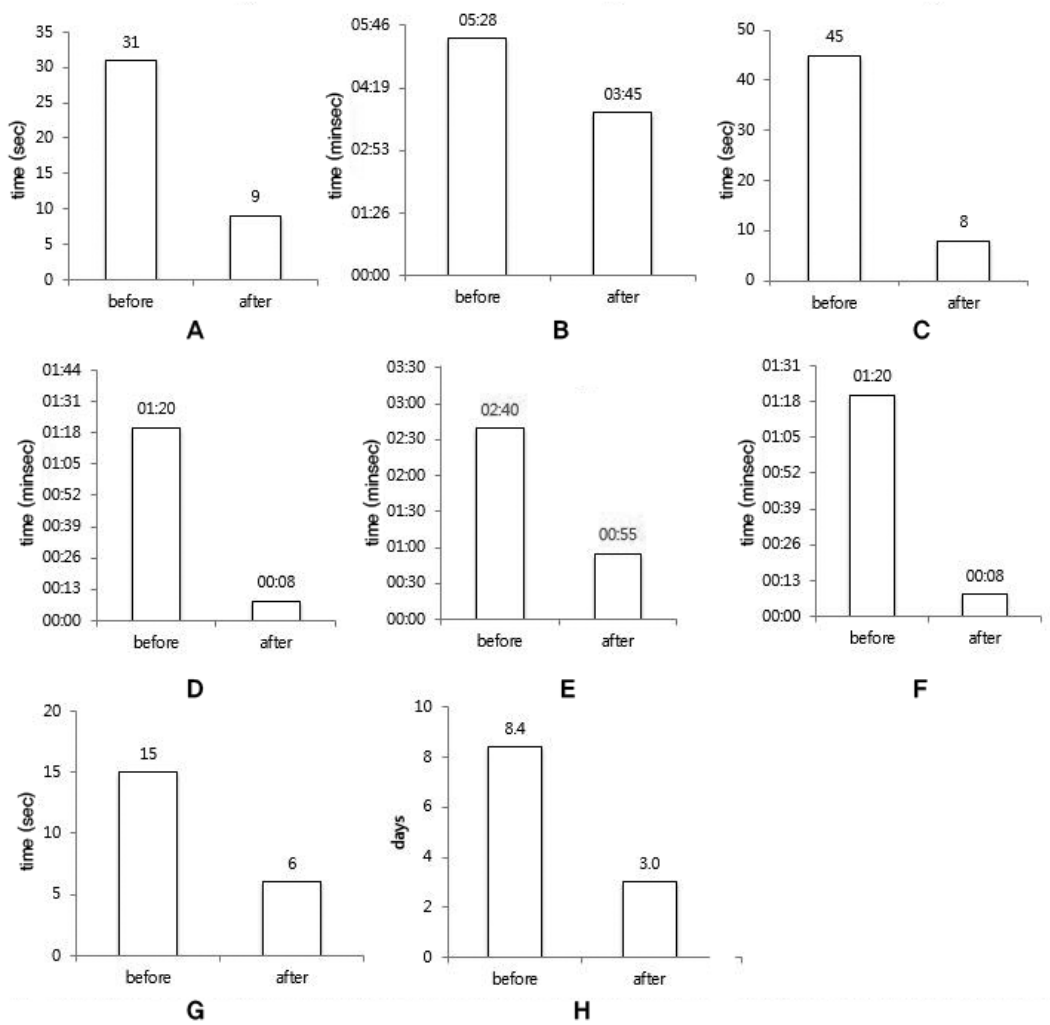 35
30
25
20
15
10
5
0
time (sec)
31
9
before
after
A
05:46
04:19
02:53
01:26
00:00
time (minsec)
05:28
03:45
before
after
B
50
40
30
20
10
0
time (sec)
45
8
before
after
C
01:44
01:31
01:18
01:05
00:52
00:39
00:26
00:13
00:00
time (minsec)
01:20
00:08
before
after
D
03:30
03:00
02:30
02:00
01:30
01:00
00:30
00:00
time (minsec)
02:40
00:55
before
after
E
01:31
01:18
01:05
00:52
00:39
00:26
00:13
00:00
time (minsec)
01:20
00:08
before
after
F
20
15
10
5
0
time (sec)
15
6
before
after
G
10
8
6
4
2
0
days
8.4
3.0
before
after
H